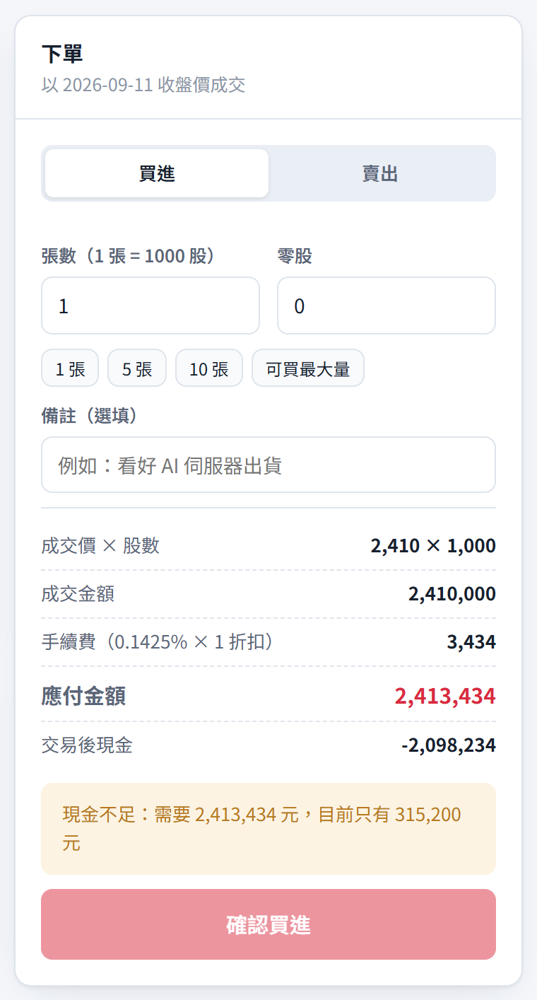 下單
以 2026-09-11 收盤價成交
買進
賣出
張數（1 張 = 1000 股）
零股
1
0
1 張
5 張
10 張
可買最大量
備註（選填）
例如：看好 AI 伺服器出貨
成交價 × 股數
2,410 × 1,000
成交金額
2,410,000
手續費（0.1425% × 1 折扣）
3,434
應付金額
2,413,434
交易後現金
-2,098,234
現金不足：需要 2,413,434 元，目前只有 315,200
元
確認買進